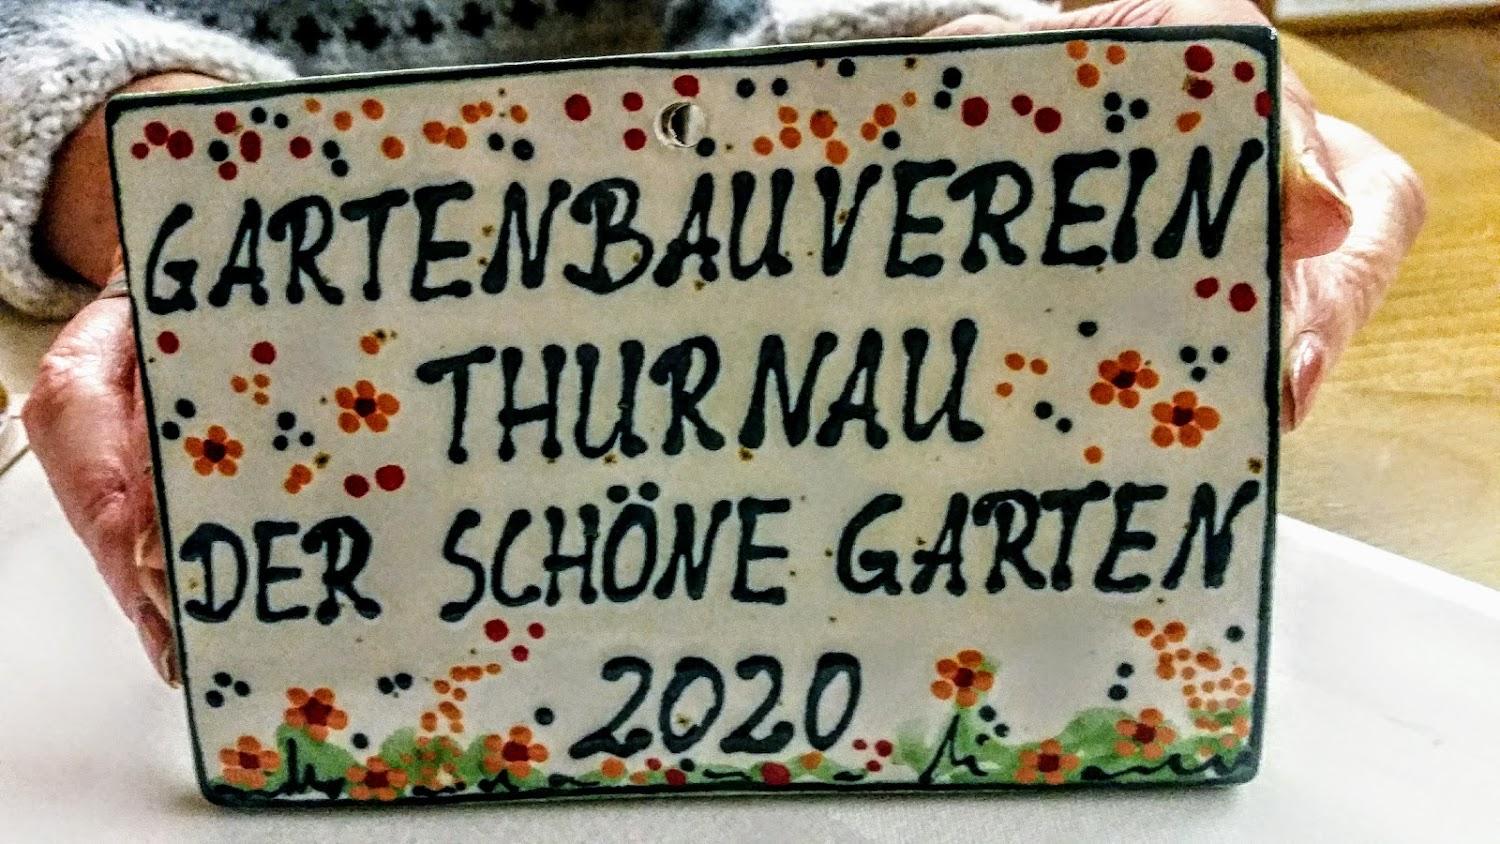 GARTENBAUVEREIN
THURNAU
DER SCHÖNE GARTEN
2020